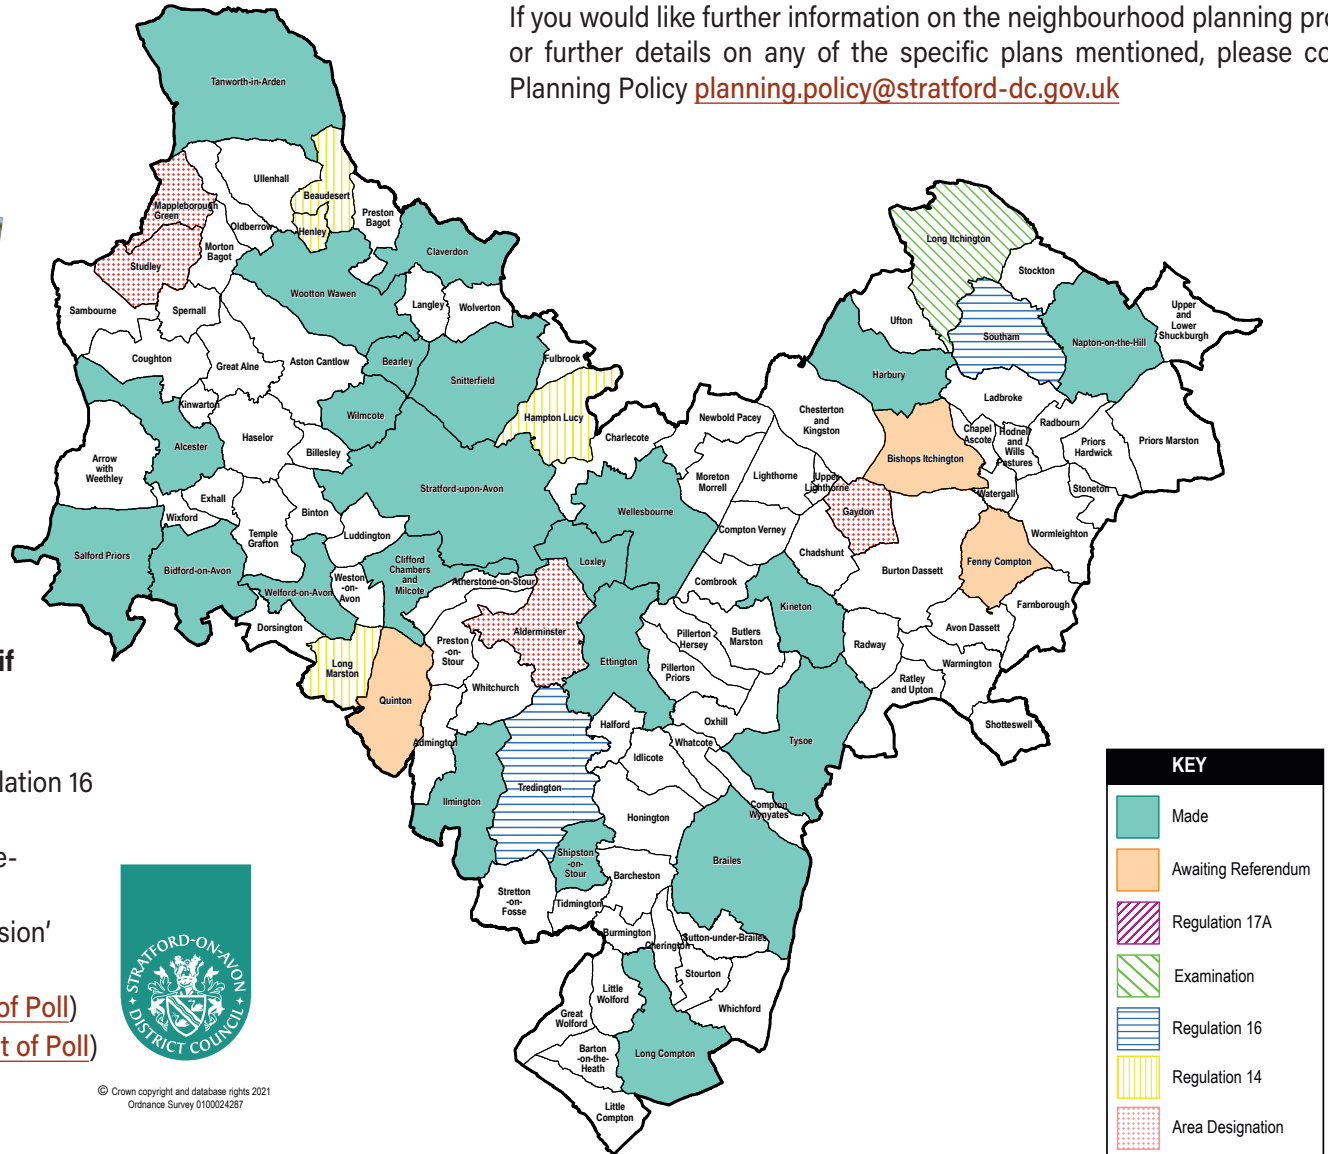 If you would like further information on the neighbourhood planning pro
or further details on any of the specific plans mentioned, please co
Planning Policy planning.policy@stratford-dc.gov.uk
Tanworth-in-Arden
Ullenhall
Beaudesert
Mappleborough
Green
Oldberrow
Henley
Preston
Bagot
Morton
Bagot
Claverdon
Studley
Wootton Wawen
Langley
Wolverton
Sambourne
Spernall
Coughton
Great Alne
Aston Cantlow
Bearley
Snitterfield
Fulbrook
Kinwarton
Wilmcote
Hampton Lucy
Charlecote
Alcester
Haselor
Billesley
Arrow
with
Weethley
Exhall
Wixford
Binton
Stratford-upon-Avon
Wellesbourne
Temple
Grafton
Luddington
Salford Priors
Bidford-on-Avon
Welford-on-Avon
Weston
-on-
Avon
Clifford
Chambers
and
Milcote
Atherstone-on-Stour
Loxley
Dorsington
Alderminster
Preston
-on-
Stour
Long
Marston
Ettington
Whitchurch
Quinton
Admington
Halford
Ilmington
Tredington
Idlicote
Honington
Shipston
-on-
Stour
Barcheston
Brailes
Stretton
-on-
Fosse
Tidmington
Burmington
Cherington
Sutton-under-Brailes
Stourton
Whichford
Little
Wolford
Great
Wolford
Barton
-on-the-
Heath
Long Compton
Little
Compton
Long Itchington
Stockton
Upper
and
Lower
Shuckburgh
Ufton
Southam
Napton-on-the-Hill
Harbury
Ladbroke
Newbold Pacey
Chesterton
and
Kingston
Chapel
Ascote
Hodnell
and
Wills
Pastures
Radbourn
Priors
Hardwick
Priors Marston
Bishops Itchington
Moreton
Morrell
Lighthorne
Upper
Lighthorne
Watergall
Stoneton
Gaydon
Compton Verney
Wormleighton
Chadshunt
Fenny Compton
Burton Dassett
Combrook
Kineton
Farnborough
Pillerton
Hersey
Butlers
Marston
Avon Dassett
Radway
Pillerton
Priors
Warmington
Ratley
and Upton
Oxhill
Shotteswell
Whatcote
Tysoe
Compton
Wynyates
if
lation 16
e-
sion'
of Poll)
t of Poll)
STRATFORD-ON-AVON
DISTRICT COUNCIL
© Crown copyright and database rights 2021
Ordnance Survey 0100024287
KEY
Made
Awaiting Referendum
Regulation 17A
Examination
Regulation 16
Regulation 14
Area Designation